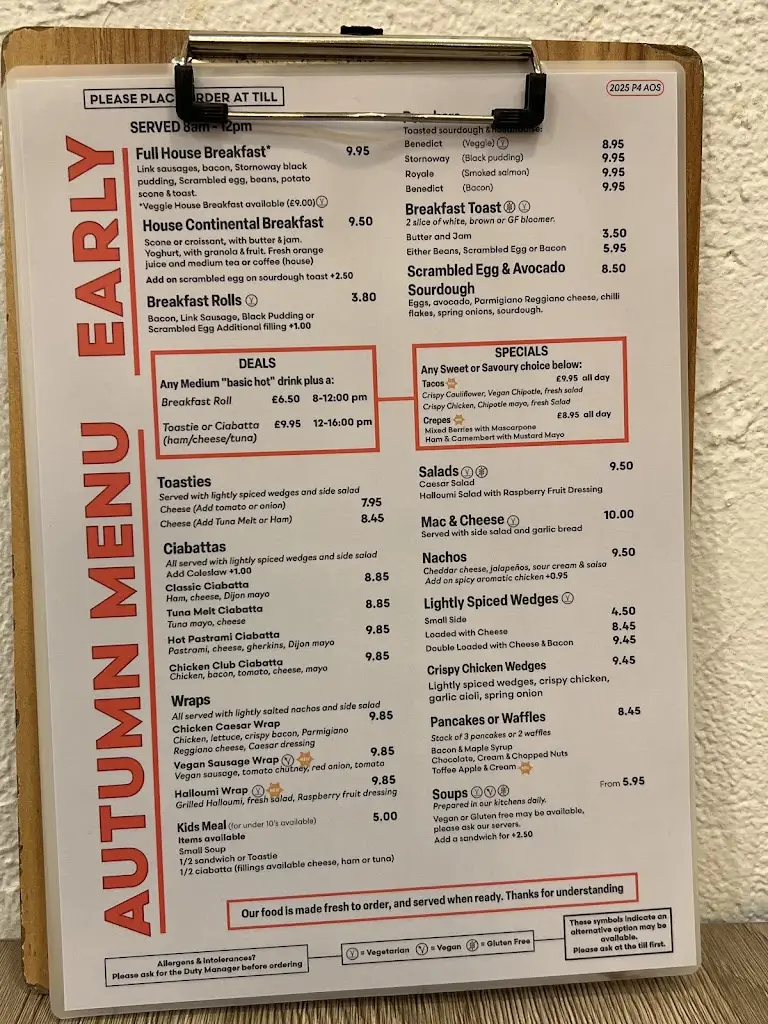 PLEASE PLAC ORDER AT TILL
2025 P4 AOS
EARLY
SERVED 8am - 12pm
Full House Breakfast* 9.95
Link sausages, bacon, Stornoway black
pudding, Scrambled egg, beans, potato
scone & toast.
*Veggie House Breakfast available (£9.00)
House Continental Breakfast 9.50
Scone or croissant, with butter & jam.
Yoghurt, with granola & fruit. Fresh orange
juice and medium tea or coffee (house)
Add on scrambled egg on sourdough toast +2.50
Breakfast Rolls 3.80
Bacon, Link Sausage, Black Pudding or
Scrambled Egg Additional filling +1.00
Toasted sourdough &
Benedict (Veggie) 8.95
Stornoway (Black pudding) 9.95
Royale (Smoked salmon) 9.95
Benedict (Bacon) 9.95
Breakfast Toast
2 slice of white, brown or GF bloomer.
Butter and Jam 3.50
Either Beans, Scrambled Egg or Bacon 5.95
Scrambled Egg & Avocado 8.50
Sourdough
Eggs, avocado, Parmigiano Reggiano cheese, chilli
flakes, spring onions, sourdough.
DEALS
Any Medium "basic hot" drink plus a:
Breakfast Roll £6.50 8-12:00 pm
Toastie or Ciabatta £9.95 12-16:00 pm
(ham/cheese/tuna)
SPECIALS
Any Sweet or Savoury choice below:
Tacos £9.95 all day
Crispy Cauliflower, Vegan Chipotle, fresh salad
Crispy Chicken, Chipotle mayo, fresh Salad
Crepes £8.95 all day
Mixed Berries with Mascarpone
Ham & Camembert with Mustard Mayo
AUTUMN MENU
Toasties
Served with lightly spiced wedges and side salad
Cheese (Add tomato or onion) 7.95
Cheese (Add Tuna Melt or Ham) 8.45
Ciabattas
All served with lightly spiced wedges and side salad
Add Coleslaw +1.00
Classic Ciabatta 8.85
Ham, cheese, Dijon mayo
Tuna Melt Ciabatta 8.85
Tuna mayo, cheese
Hot Pastrami Ciabatta 9.85
Pastrami, cheese, gherkins, Dijon mayo
Chicken Club Ciabatta 9.85
Chicken, bacon, tomato, cheese, mayo
Wraps
All served with lightly salted nachos and side salad
Chicken Caesar Wrap 9.85
Chicken, lettuce, crispy bacon, Parmigiano
Reggiano cheese, Caesar dressing
Vegan Sausage Wrap 9.85
Vegan sausage, tomato chutney, red onion, tomato
Halloumi Wrap 9.85
Grilled Halloumi, fresh salad, Raspberry fruit dressing
Kids Meal (for under 10's available) 5.00
Items available
Small Soup
1/2 sandwich or Toastie
1/2 ciabatta (fillings available cheese, ham or tuna)
Salads 9.50
Caesar Salad
Halloumi Salad with Raspberry Fruit Dressing
Mac & Cheese 10.00
Served with side salad and garlic bread
Nachos 9.50
Cheddar cheese, jalapeños, sour cream & salsa
Add on spicy aromatic chicken +0.95
Lightly Spiced Wedges
Small Side 4.50
Loaded with Cheese 8.45
Double Loaded with Cheese & Bacon 9.45
Crispy Chicken Wedges 9.45
Lightly spiced wedges, crispy chicken,
garlic aioli, spring onion
Pancakes or Waffles 8.45
Stack of 3 pancakes or 2 waffles
Bacon & Maple Syrup
Chocolate, Cream & Chopped Nuts
Toffee Apple & Cream
Soups From 5.95
Prepared in our kitchens daily.
Vegan or Gluten free may be available,
please ask our servers.
Add a sandwich for +2.50
Our food is made fresh to order, and served when ready. Thanks for understanding
Allergens & Intolerances?
Please ask for the Duty Manager before ordering
= Vegetarian = Vegan = Gluten Free
These symbols indicate an
alternative option may be
available.
Please ask at the till first.